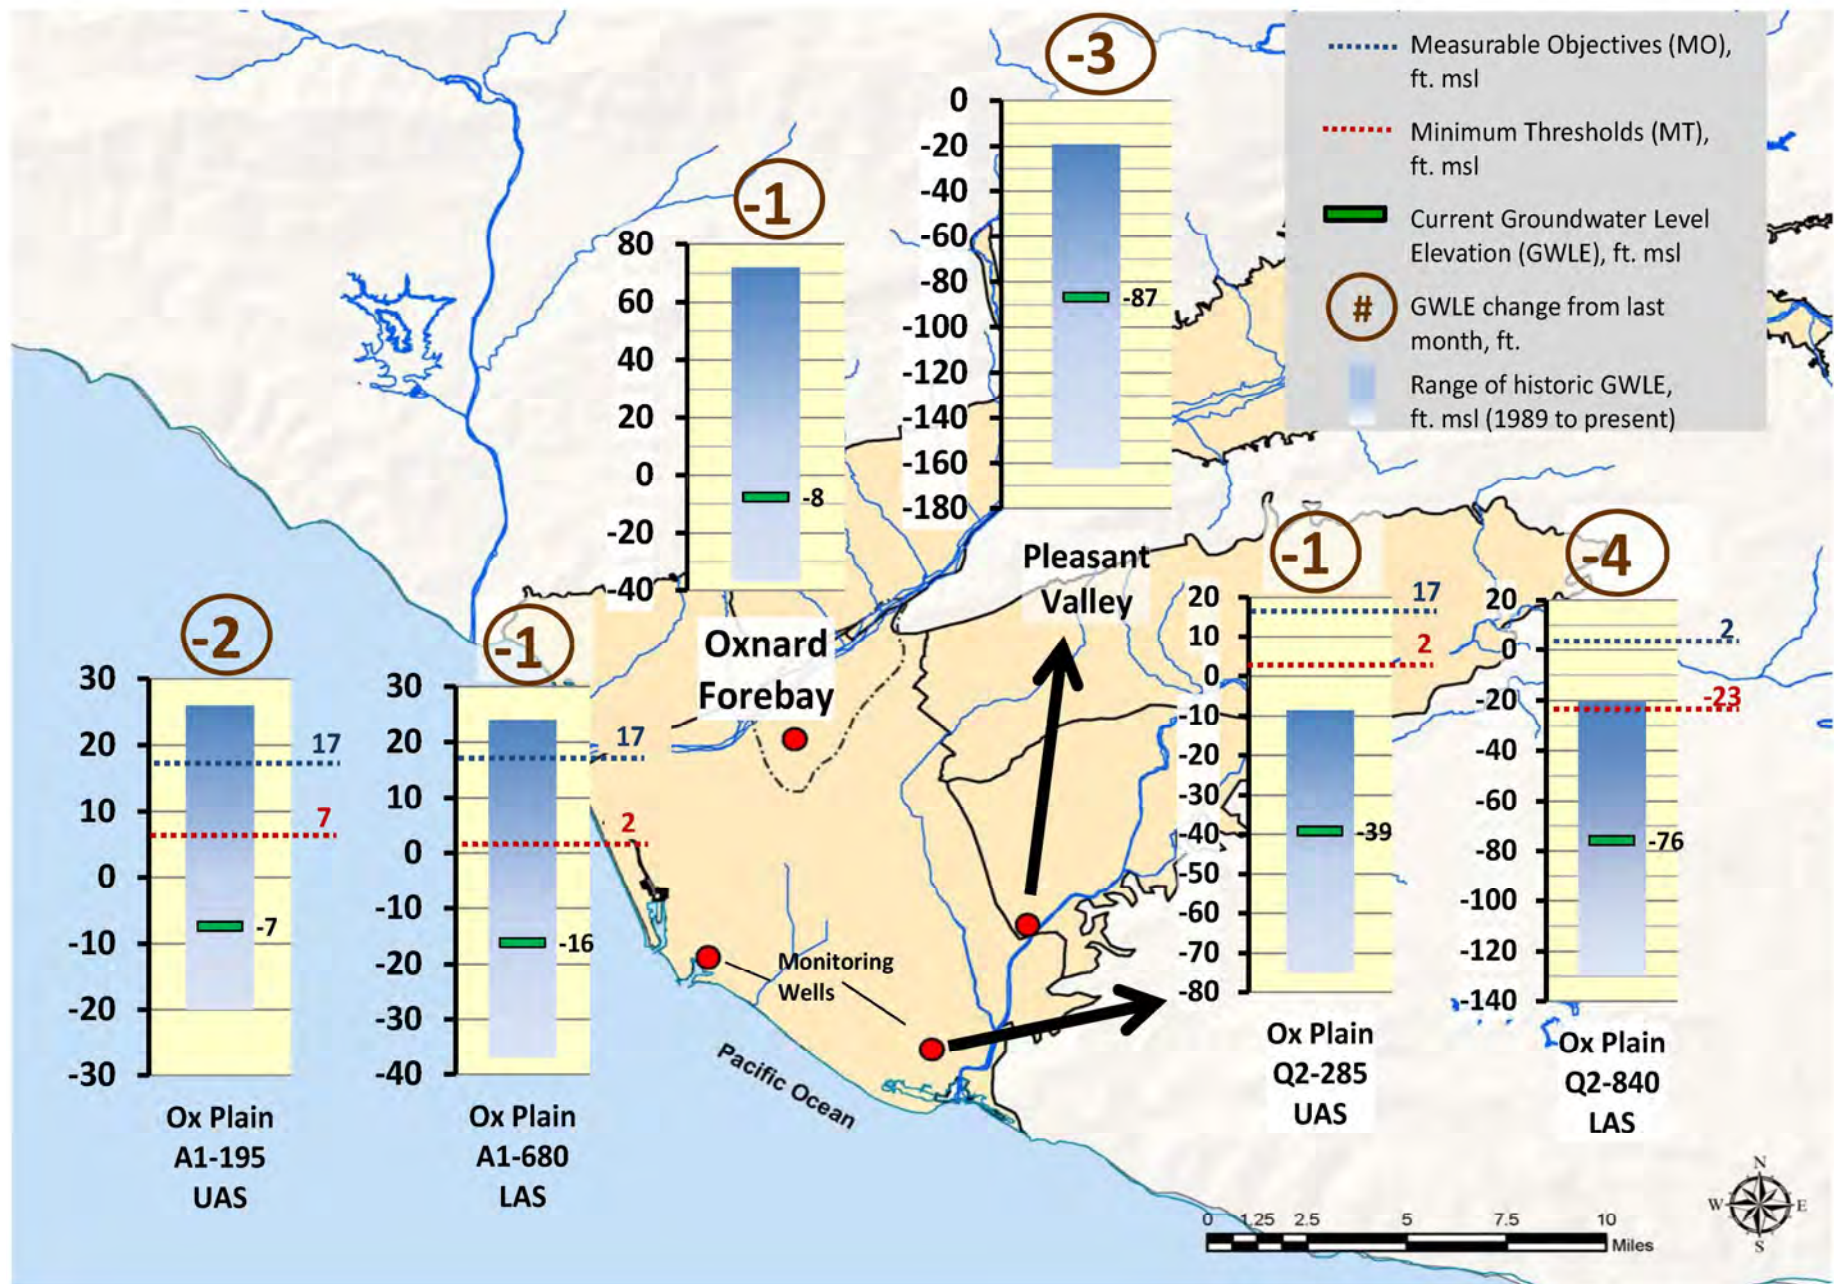 Measurable Objectives (MO),
ft. msl
Minimum Thresholds (MT),
ft. msl
Current Groundwater Level
Elevation (GWLE), ft. msl
#
GWLE change from last
month, ft.
Range of historic GWLE,
ft. msl (1989 to present)
-3
0
-20
-40
-60
-80
-100
-120
-140
-160
-180
-87
Pleasant
Valley
-1
80
60
40
20
0
-20
-40
-8
Oxnard
Forebay
-2
30
20
10
0
-10
-20
-30
17
7
-7
Ox Plain
A1-195
UAS
-1
30
20
10
0
-10
-20
-30
-40
17
2
-16
Ox Plain
A1-680
LAS
-1
20
10
0
-10
-20
-30
-40
-50
-60
-70
-80
17
2
-39
Ox Plain
Q2-285
UAS
-4
20
0
-20
-40
-60
-80
-100
-120
-140
2
-23
-76
Ox Plain
Q2-840
LAS
Monitoring
Wells
Pacific Ocean
N
W E
S
0 1.25 2.5 5 7.5 10
Miles